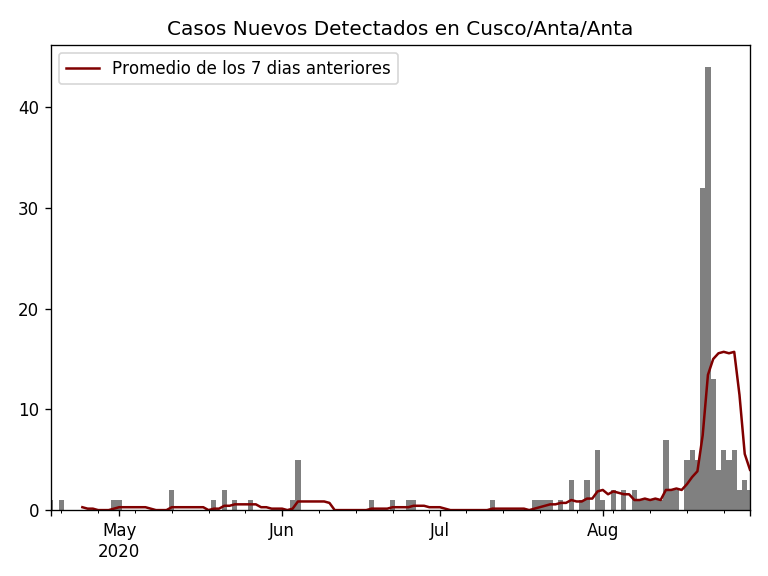 Casos Nuevos Detectados en Cusco/Anta/Anta
Promedio de los 7 dias anteriores
40
30
20
10
0
May Jun Jul Aug
2020